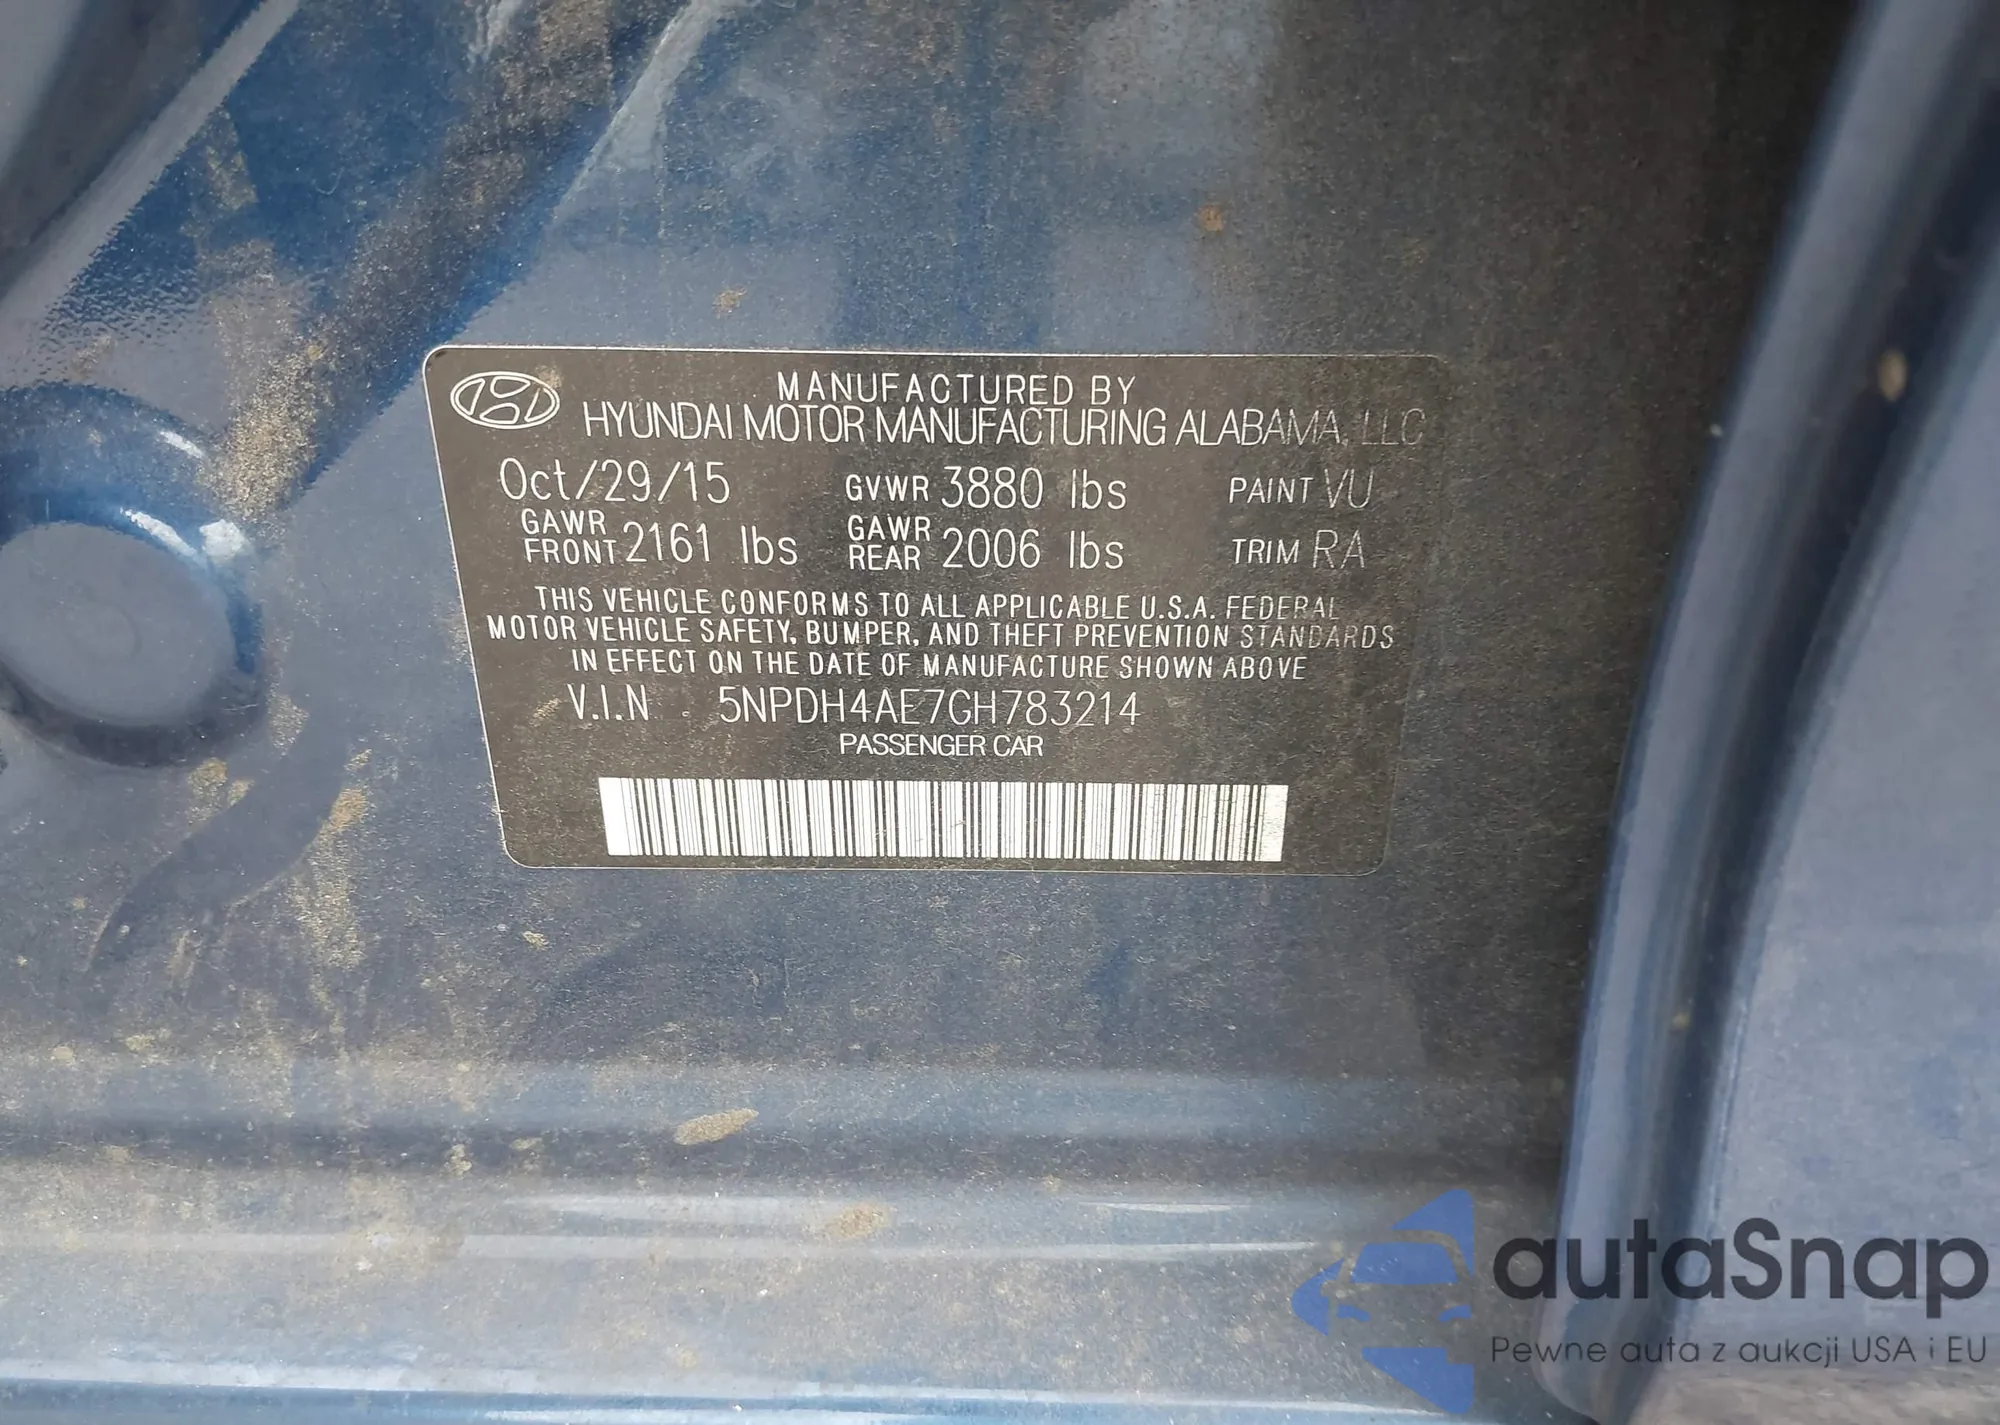 MANUFACTURED BY
HYUNDAI MOTOR MANUFACTURING ALABAMA, LLC
Oct/29/15 GVWR 3880 lbs PAINT VU
GAWR FRONT 2161 lbs GAWR REAR 2006 lbs TRIM RA
THIS VEHICLE CONFORMS TO ALL APPLICABLE U.S.A. FEDERAL
MOTOR VEHICLE SAFETY, BUMPER, AND THEFT PREVENTION STANDARDS
IN EFFECT ON THE DATE OF MANUFACTURE SHOWN ABOVE
V.I.N 5NPDH4AE7GH783214
PASSENGER CAR
autaSnap
Pewne auta z aukcji USA i EU